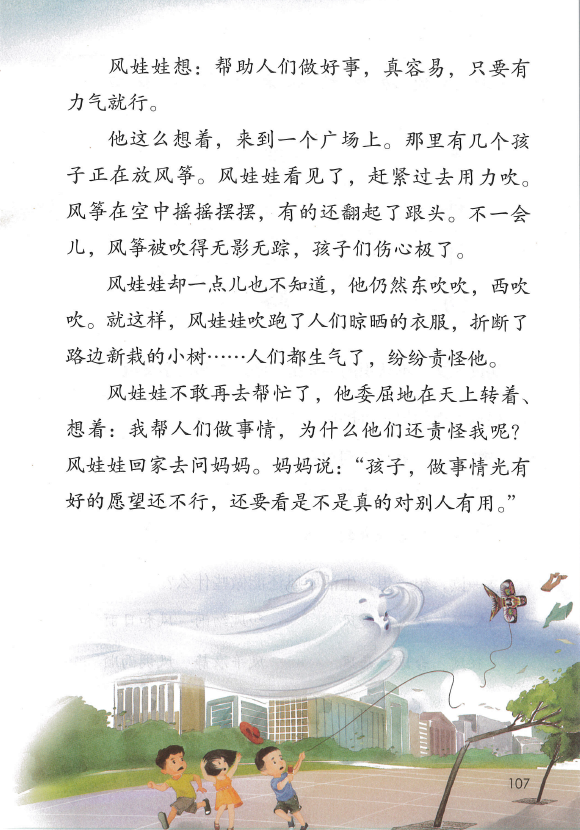 风娃娃想：帮助人们做好事，真容易，只要有
力气就行。
他这么想着，来到一个广场上。那里有几个孩
子正在放风筝。风娃娃看见了，赶紧过去用力吹。
风筝在空中摇摇摆摆，有的还翻起了跟头。不一会
儿，风筝被吹得无影无踪，孩子们伤心极了。
风娃娃却一点儿也不知道，他仍然东吹吹，西吹
吹。就这样，风娃娃吹跑了人们晾晒的衣服，折断了
路边新栽的小树……人们都生气了，纷纷责怪他。
风娃娃不敢再去帮忙了，他委屈地在天上转着、
想着：我帮人们做事情，为什么他们还责怪我呢？
风娃娃回家去问妈妈。妈妈说：“孩子，做事情光有
好的愿望还不行，还要看是不是真的对别人有用。”
107